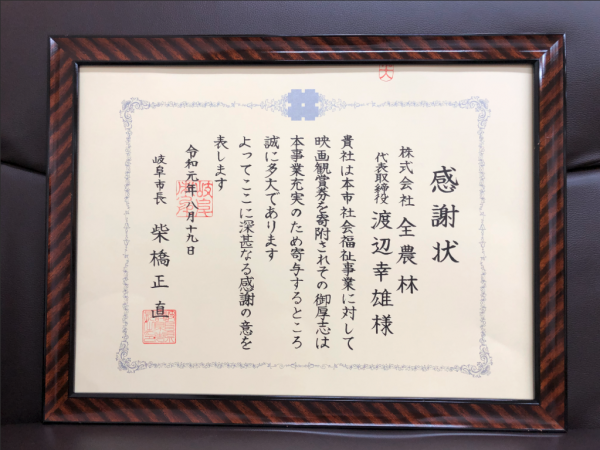 感謝状
株式会社 全農林
代表取締役 渡辺幸雄様
貴社は本市社会福祉事業に対して
映画観賞券を寄附されその御厚志は
本事業充実のため寄与するところ
誠に多大であります
よってここに深甚なる感謝の意を
表します
令和元年八月十九日
岐阜市長 柴橋正直